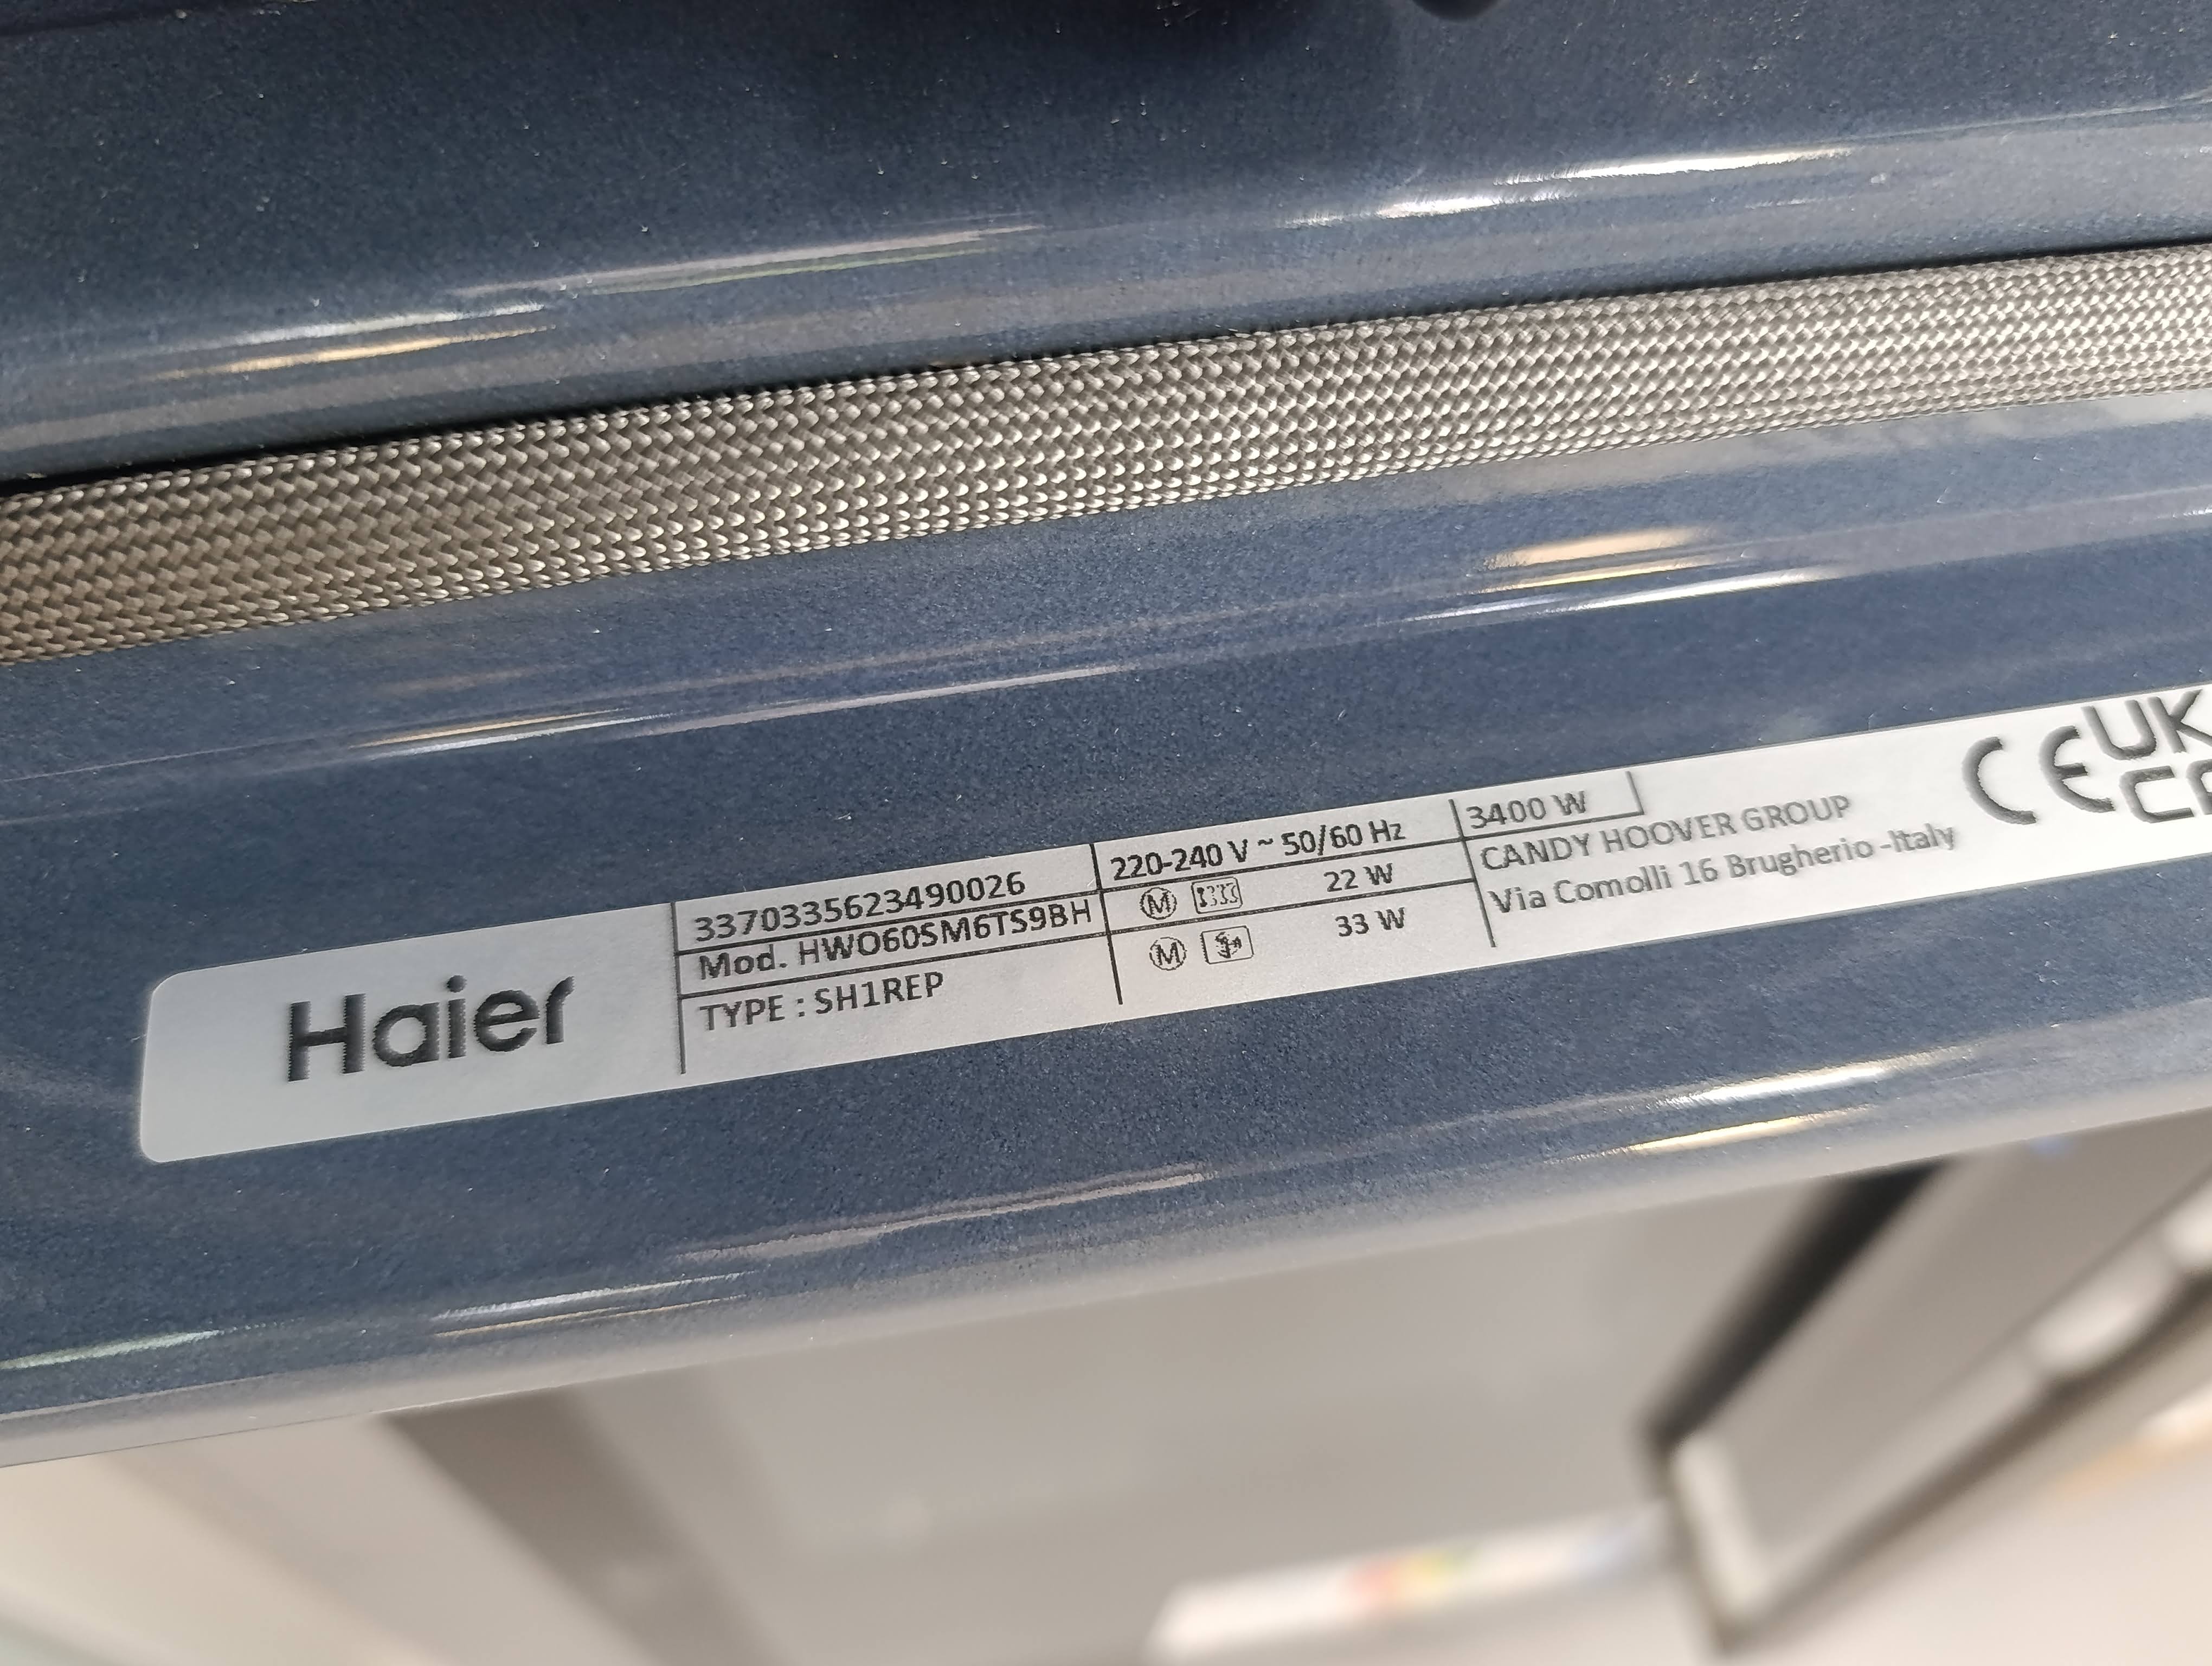 Haier
3370335623490026
Mod. HWO60SM6TS9BH
TYPE : SH1REP
220-240 V ~ 50/60 Hz
3400 W
M 22 W
M 33 W
CANDY HOOVER GROUP
Via Comolli 16 Brugherio -Italy
CE
UK